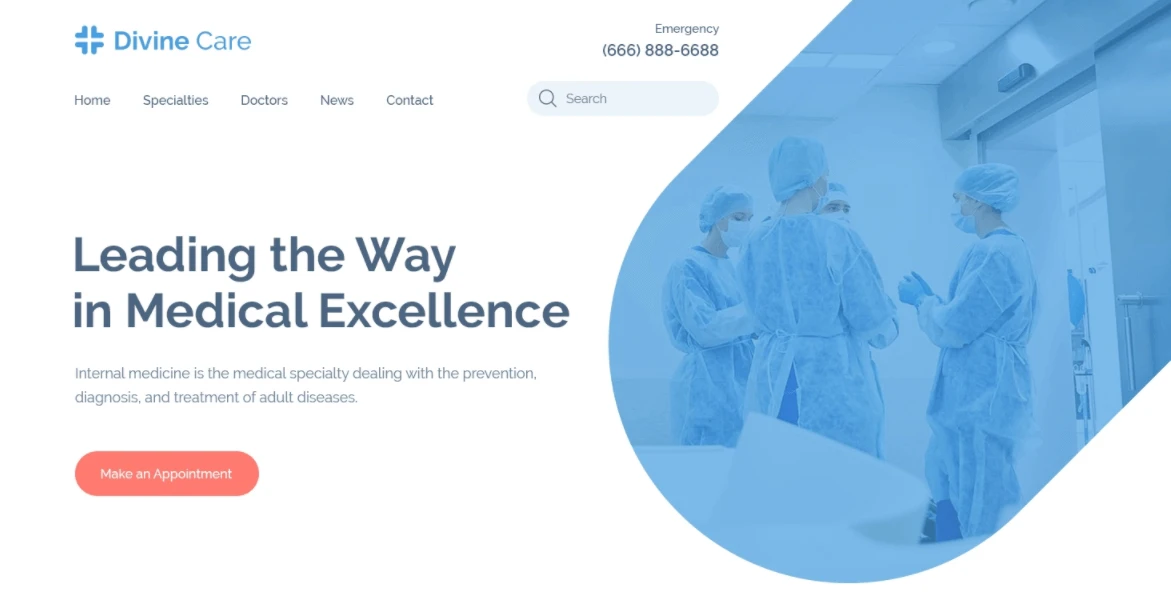 Divine Care
Emergency
(666) 888-6688
Home Specialties Doctors News Contact
Search
Leading the Way
in Medical Excellence
Internal medicine is the medical specialty dealing with the prevention,
diagnosis, and treatment of adult diseases.
Make an Appointment